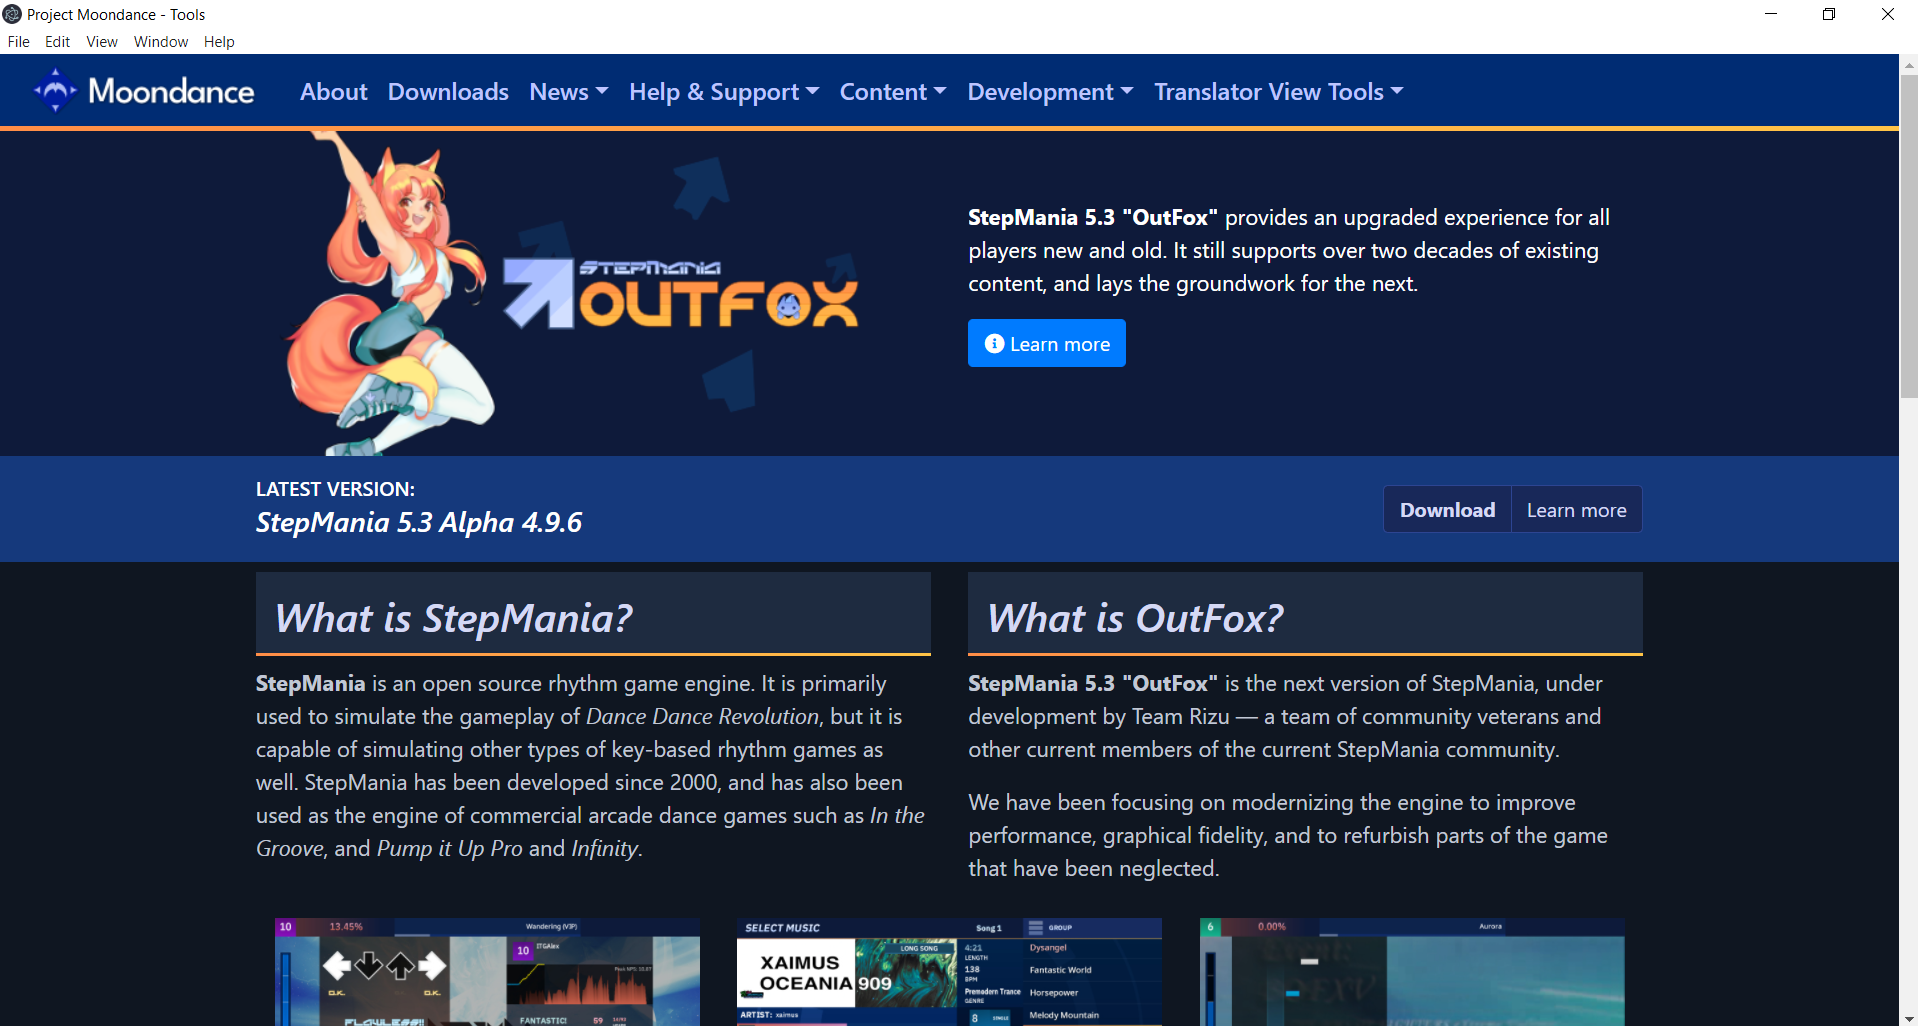 Project Moondance - Tools
File Edit View Window Help
Moondance About Downloads News Help & Support Content Development Translator View Tools
STEPMANIA
OUTFOX
StepMania 5.3 "OutFox" provides an upgraded experience for all
players new and old. It still supports over two decades of existing
content, and lays the groundwork for the next.
Learn more
LATEST VERSION:
StepMania 5.3 Alpha 4.9.6
Download Learn more
What is StepMania?
StepMania is an open source rhythm game engine. It is primarily
used to simulate the gameplay of Dance Dance Revolution, but it is
capable of simulating other types of key-based rhythm games as
well. StepMania has been developed since 2000, and has also been
used as the engine of commercial arcade dance games such as In the
Groove, and Pump it Up Pro and Infinity.
What is OutFox?
StepMania 5.3 "OutFox" is the next version of StepMania, under
development by Team Rizu — a team of community veterans and
other current members of the current StepMania community.
We have been focusing on modernizing the engine to improve
performance, graphical fidelity, and to refurbish parts of the game
that have been neglected.
10 13.45% Wandering (VIP)
10 ITGAlex
O.K. O.K.
FLAWLESS!!
FANTASTIC! 59
SELECT MUSIC Song 1 GROUP
LONG SONG
XAIMUS
OCEANIA 909
4:21
LENGTH
138
BPM
Premodern Trance
GENRE
8 SINGLE
Dysangel
Fantastic World
Horsepower
Melody Mountain
ARTIST: xaimus
6 0.00% Aurora